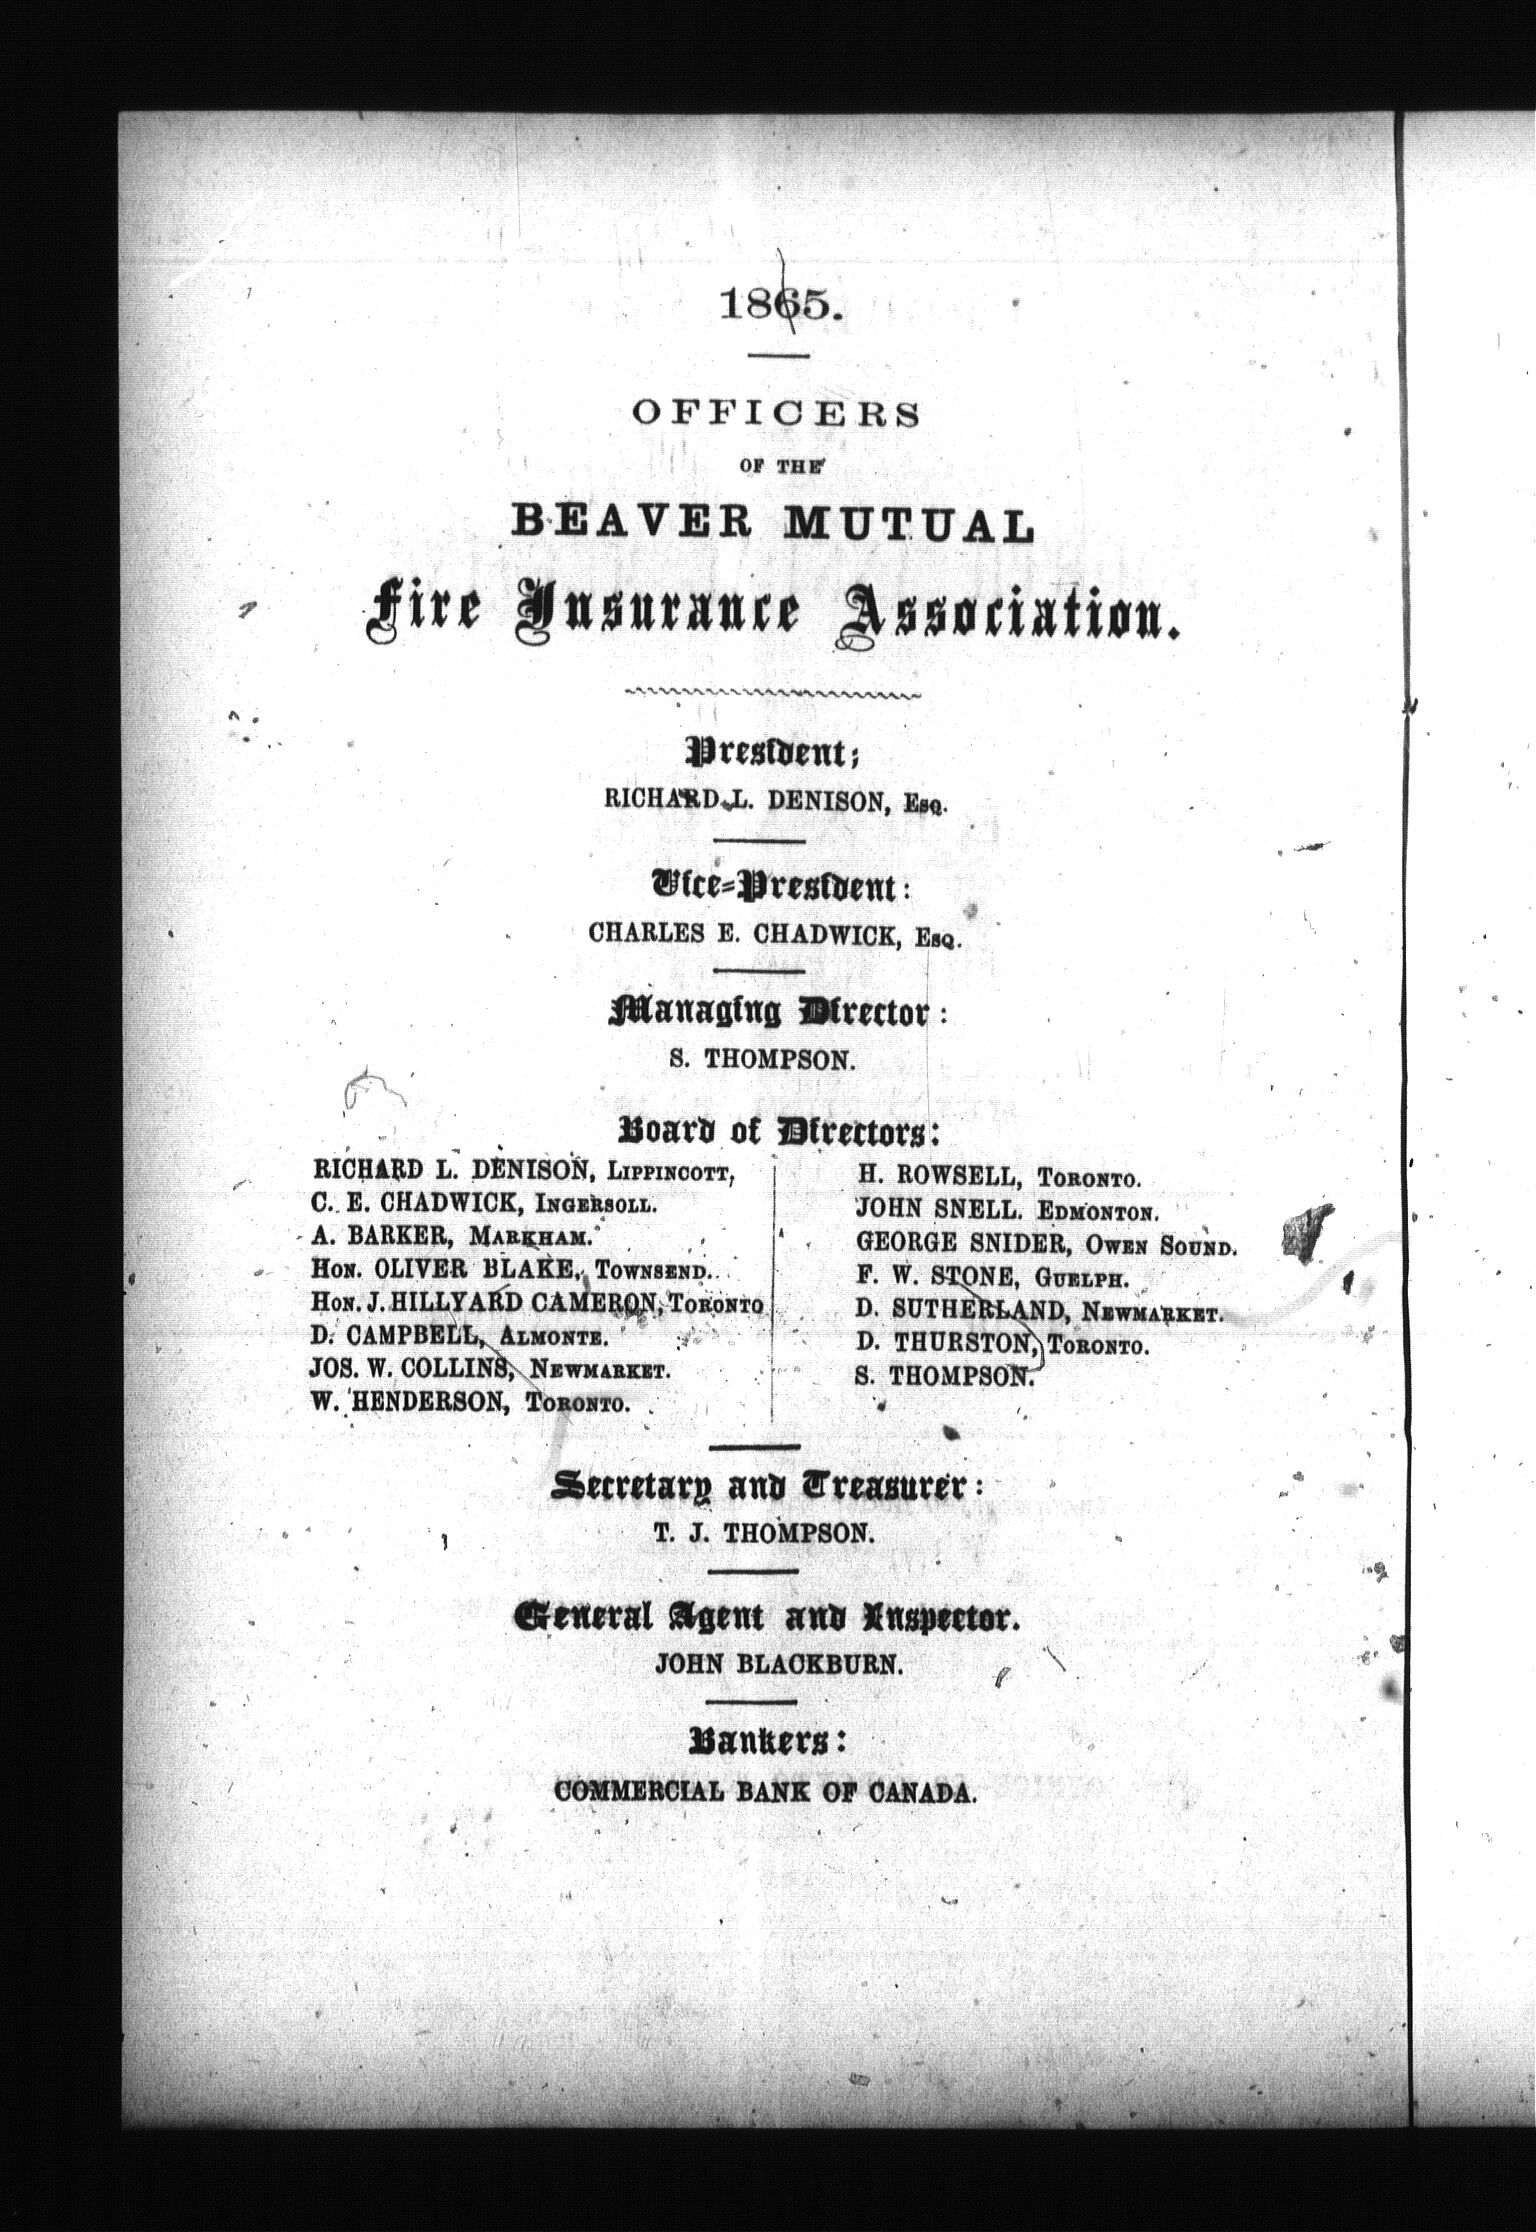 1865.
OFFICERS
OF THE
BEAVER MUTUAL
Fire Insurance Association.
President;
RICHARD L. DENISON, Esq.
Vice-President:
CHARLES E. CHADWICK, Esq.
Managing Director:
S. THOMPSON.
Board of Directors:
RICHARD L. DENISON, Lippincott,
C. E. CHADWICK, Ingersoll.
A. BARKER, Markham.
Hon. OLIVER BLAKE, Townsend.
Hon. J. HILLYARD CAMERON, Toronto
D. CAMPBELL, Almonte.
JOS. W. COLLINS, Newmarket.
W. HENDERSON, Toronto.
H. ROWSELL, Toronto.
JOHN SNELL. Edmonton.
GEORGE SNIDER, Owen Sound.
F. W. STONE, Guelph.
D. SUTHERLAND, Newmarket.
D. THURSTON, Toronto.
S. THOMPSON.
Secretary and Treasurer:
T. J. THOMPSON.
General Agent and Inspector.
JOHN BLACKBURN.
Bankers:
COMMERCIAL BANK OF CANADA.